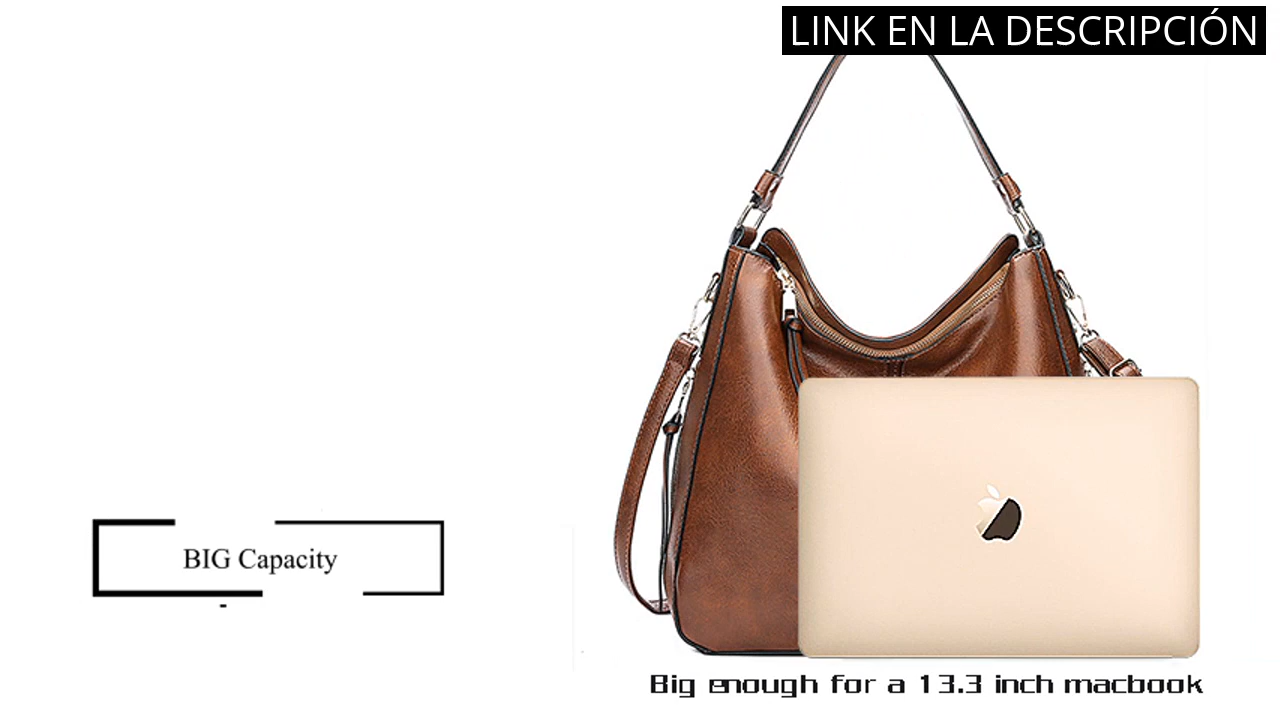 LINK EN LA DESCRIPCIÓN
BIG Capacity
Big enough for a 13.3 inch macbook